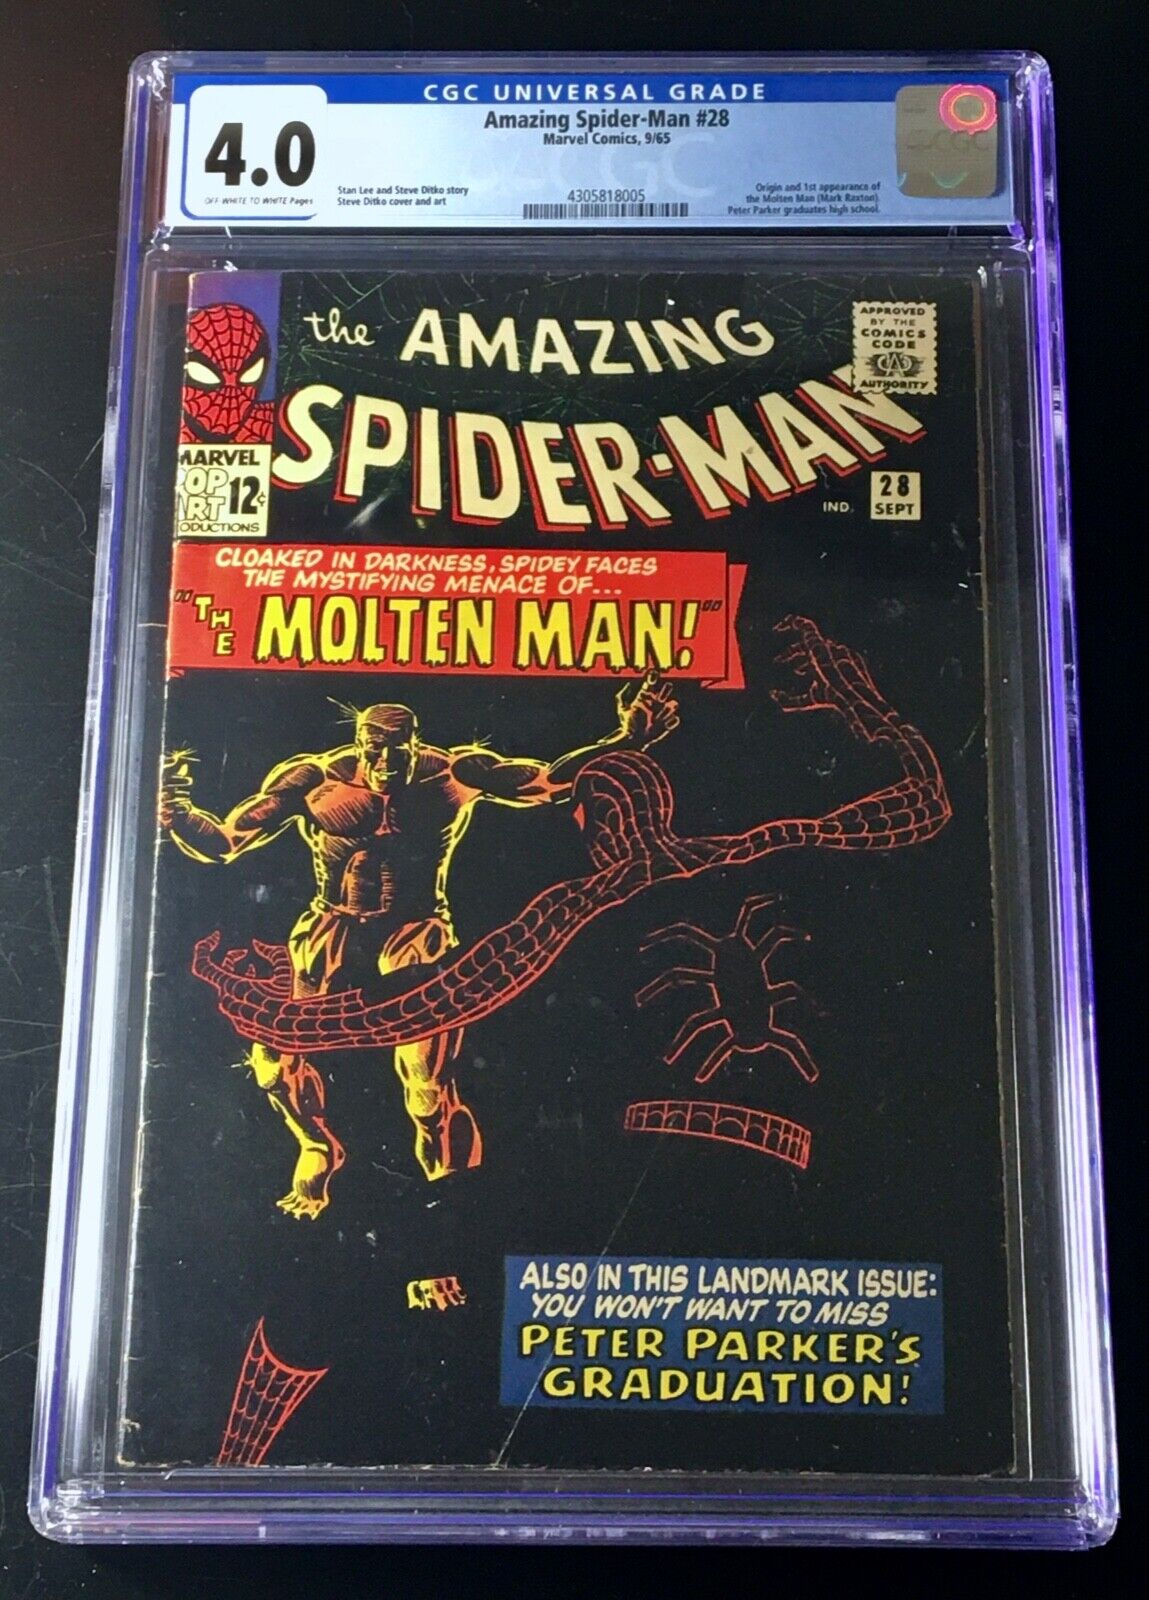 CGC UNIVERSAL GRADE
4.0
OFF-WHITE TO WHITE Pages
Amazing Spider-Man #28
Marvel Comics, 9/65
Stan Lee and Steve Ditko story
Steve Ditko cover and art
4305818005
Origin and 1st appearance of
the Molten Man (Mark Raxton).
Peter Parker graduates high school.
CGC
the AMAZING
SPIDER-MAN
APPROVED
BY THE
COMICS
CODE
CA
AUTHORITY
MARVEL
OP
ART
ODUCTIONS
12¢
IND.
28
SEPT
CLOAKED IN DARKNESS, SPIDEY FACES
THE MYSTIFYING MENACE OF...
"THE MOLTEN MAN!"
ALSO IN THIS LANDMARK ISSUE:
YOU WON'T WANT TO MISS
PETER PARKER'S
GRADUATION!